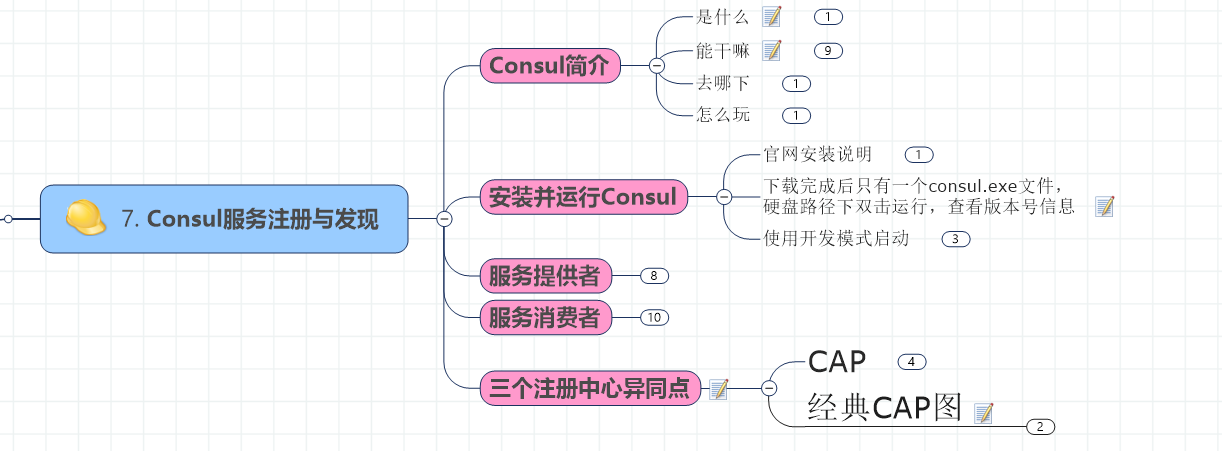 7. Consul服务注册与发现
Consul简介
是什么 1
能干嘛 9
去哪下 1
怎么玩 1
安装并运行Consul
官网安装说明 1
下载完成后只有一个consul.exe文件，
硬盘路径下双击运行，查看版本号信息
使用开发模式启动 3
服务提供者 8
服务消费者 10
三个注册中心异同点
CAP 4
经典CAP图 2